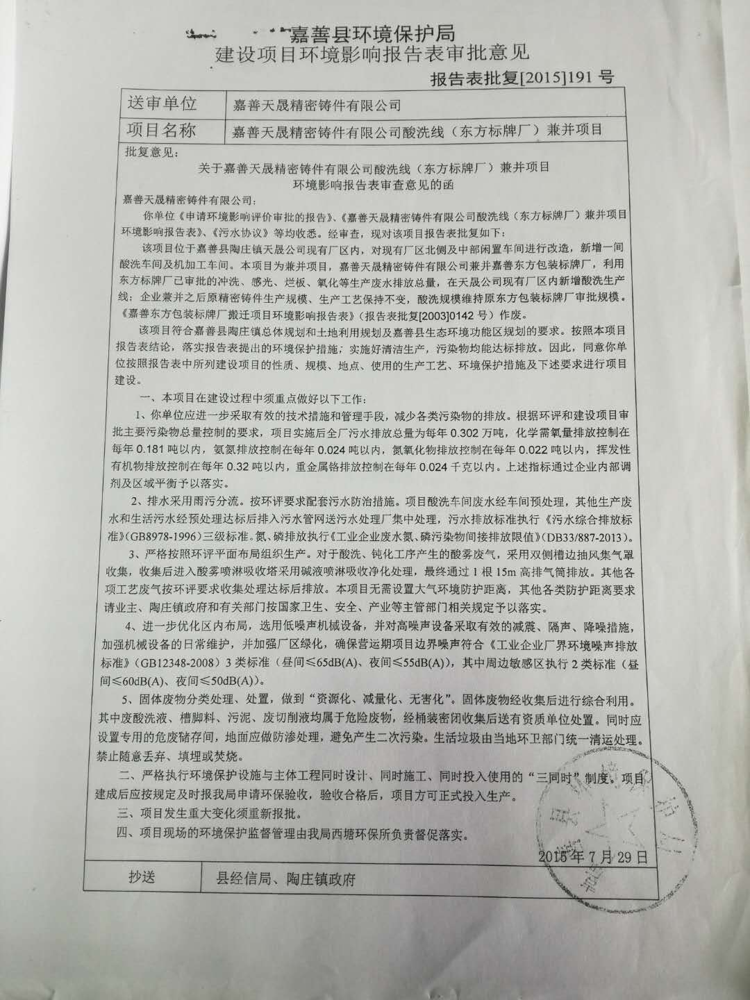 嘉善县环境保护局
建设项目环境影响报告表审批意见
报告表批复[2015]191 号
送审单位 嘉善天晟精密铸件有限公司
项目名称 嘉善天晟精密铸件有限公司酸洗线（东方标牌厂）兼并项目
批复意见：
关于嘉善天晟精密铸件有限公司酸洗线（东方标牌厂）兼并项目
环境影响报告表审查意见的函
嘉善天晟精密铸件有限公司：
你单位《申请环境影响评价审批的报告》、《嘉善天晟精密铸件有限公司酸洗线（东方标牌厂）兼并项目
环境影响报告表》、《污水协议》等均收悉。经审查，现对该项目报告表批复如下：
该项目位于嘉善县陶庄镇天晟公司现有厂区内，对现有厂区北侧及中部闲置车间进行改造，新增一间
酸洗车间及机加工车间。本项目为兼并项目，嘉善天晟精密铸件有限公司兼并嘉善东方包装标牌厂，利用
东方标牌厂已审批的冲洗、感光、烂板、氧化等生产废水排放总量，在天晟公司现有厂区内新增酸洗生产
线；企业兼并之后原精密铸件生产规模、生产工艺保持不变，酸洗规模维持原东方包装标牌厂审批规模。
《嘉善东方包装标牌厂搬迁项目环境影响报告表》（报告表批复[2003]0142 号）作废。
该项目符合嘉善县陶庄镇总体规划和土地利用规划及嘉善县生态环境功能区规划的要求。按照本项目
报告表结论，落实报告表提出的环境保护措施；实施好清洁生产，污染物均能达标排放。因此，同意你单
位按照报告表中所列建设项目的性质、规模、地点、使用的生产工艺、环境保护措施及下述要求进行项目
建设。
一、本项目在建设过程中须重点做好以下工作：
1、你单位应进一步采取有效的技术措施和管理手段，减少各类污染物的排放。根据环评和建设项目审
批主要污染物总量控制的要求，项目实施后全厂污水排放总量为每年 0.302 万吨，化学需氧量排放控制在
每年 0.181 吨以内，氨氮排放控制在每年 0.024 吨以内，氮氧化物排放控制在每年 0.022 吨以内，挥发性
有机物排放控制在每年 0.32 吨以内，重金属铬排放控制在每年 0.024 千克以内。上述指标通过企业内部调
剂及区域平衡予以落实。
2、排水采用雨污分流。按环评要求配套污水防治措施。项目酸洗车间废水经车间预处理，其他生产废
水和生活污水经预处理达标后排入污水管网送污水处理厂集中处理，污水排放标准执行《污水综合排放标
准》（GB8978-1996）三级标准。氮、磷排放执行《工业企业废水氮、磷污染物间接排放限值》（DB33/887-2013）。
3、严格按照环评平面布局组织生产。对于酸洗、钝化工序产生的酸雾废气，采用双侧槽边抽风集气罩
收集，收集后进入酸雾喷淋吸收塔采用碱液喷淋吸收净化处理，最终通过 1 根 15m 高排气筒排放。其他各
项工艺废气按环评要求收集处理达标后排放。本项目无需设置大气环境防护距离，其他各类防护距离要求
请业主、陶庄镇政府和有关部门按国家卫生、安全、产业等主管部门相关规定予以落实。
4、进一步优化区内布局，选用低噪声机械设备，并对高噪声设备采取有效的减震、隔声、降噪措施，
加强机械设备的日常维护，并加强厂区绿化，确保营运期项目边界噪声符合《工业企业厂界环境噪声排放
标准》（GB12348-2008）3 类标准（昼间≤65dB(A)、夜间≤55dB(A)），其中周边敏感区执行 2 类标准（昼
间≤60dB(A)、夜间≤50dB(A)）。
5、固体废物分类处理、处置，做到“资源化、减量化、无害化”。固体废物经收集后进行综合利用。
其中废酸洗液、槽脚料、污泥、废切削液均属于危险废物，经桶装密闭收集后送有资质单位处置。同时应
设置专用的危废储存间，地面应做防渗处理，避免产生二次污染。生活垃圾由当地环卫部门统一清运处理。
禁止随意丢弃、填埋或焚烧。
二、严格执行环境保护设施与主体工程同时设计、同时施工、同时投入使用的“三同时”制度。项目
建成后应按规定及时报我局申请环保验收，验收合格后，项目方可正式投入生产。
三、项目发生重大变化须重新报批。
四、项目现场的环境保护监督管理由我局西塘环保所负责督促落实。
2015 年 7 月 29 日
抄送 县经信局、陶庄镇政府